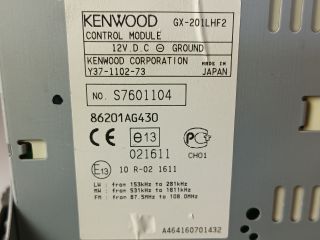 KENWOOD GX-201LHF2
CONTROL MODULE
12V.D.C ⊖ GROUND
KENWOOD CORPORATION MADE IN
Y37-1102-73 JAPAN
NO. S7601104
86201AG430
CE e13 PC
021611 CH01
E13 10 R-02 1611
LW : from 153kHz to 281kHz
MW : from 531kHz to 1611kHz
FM : from 87.5MHz to 108.0MHz
A464160701432